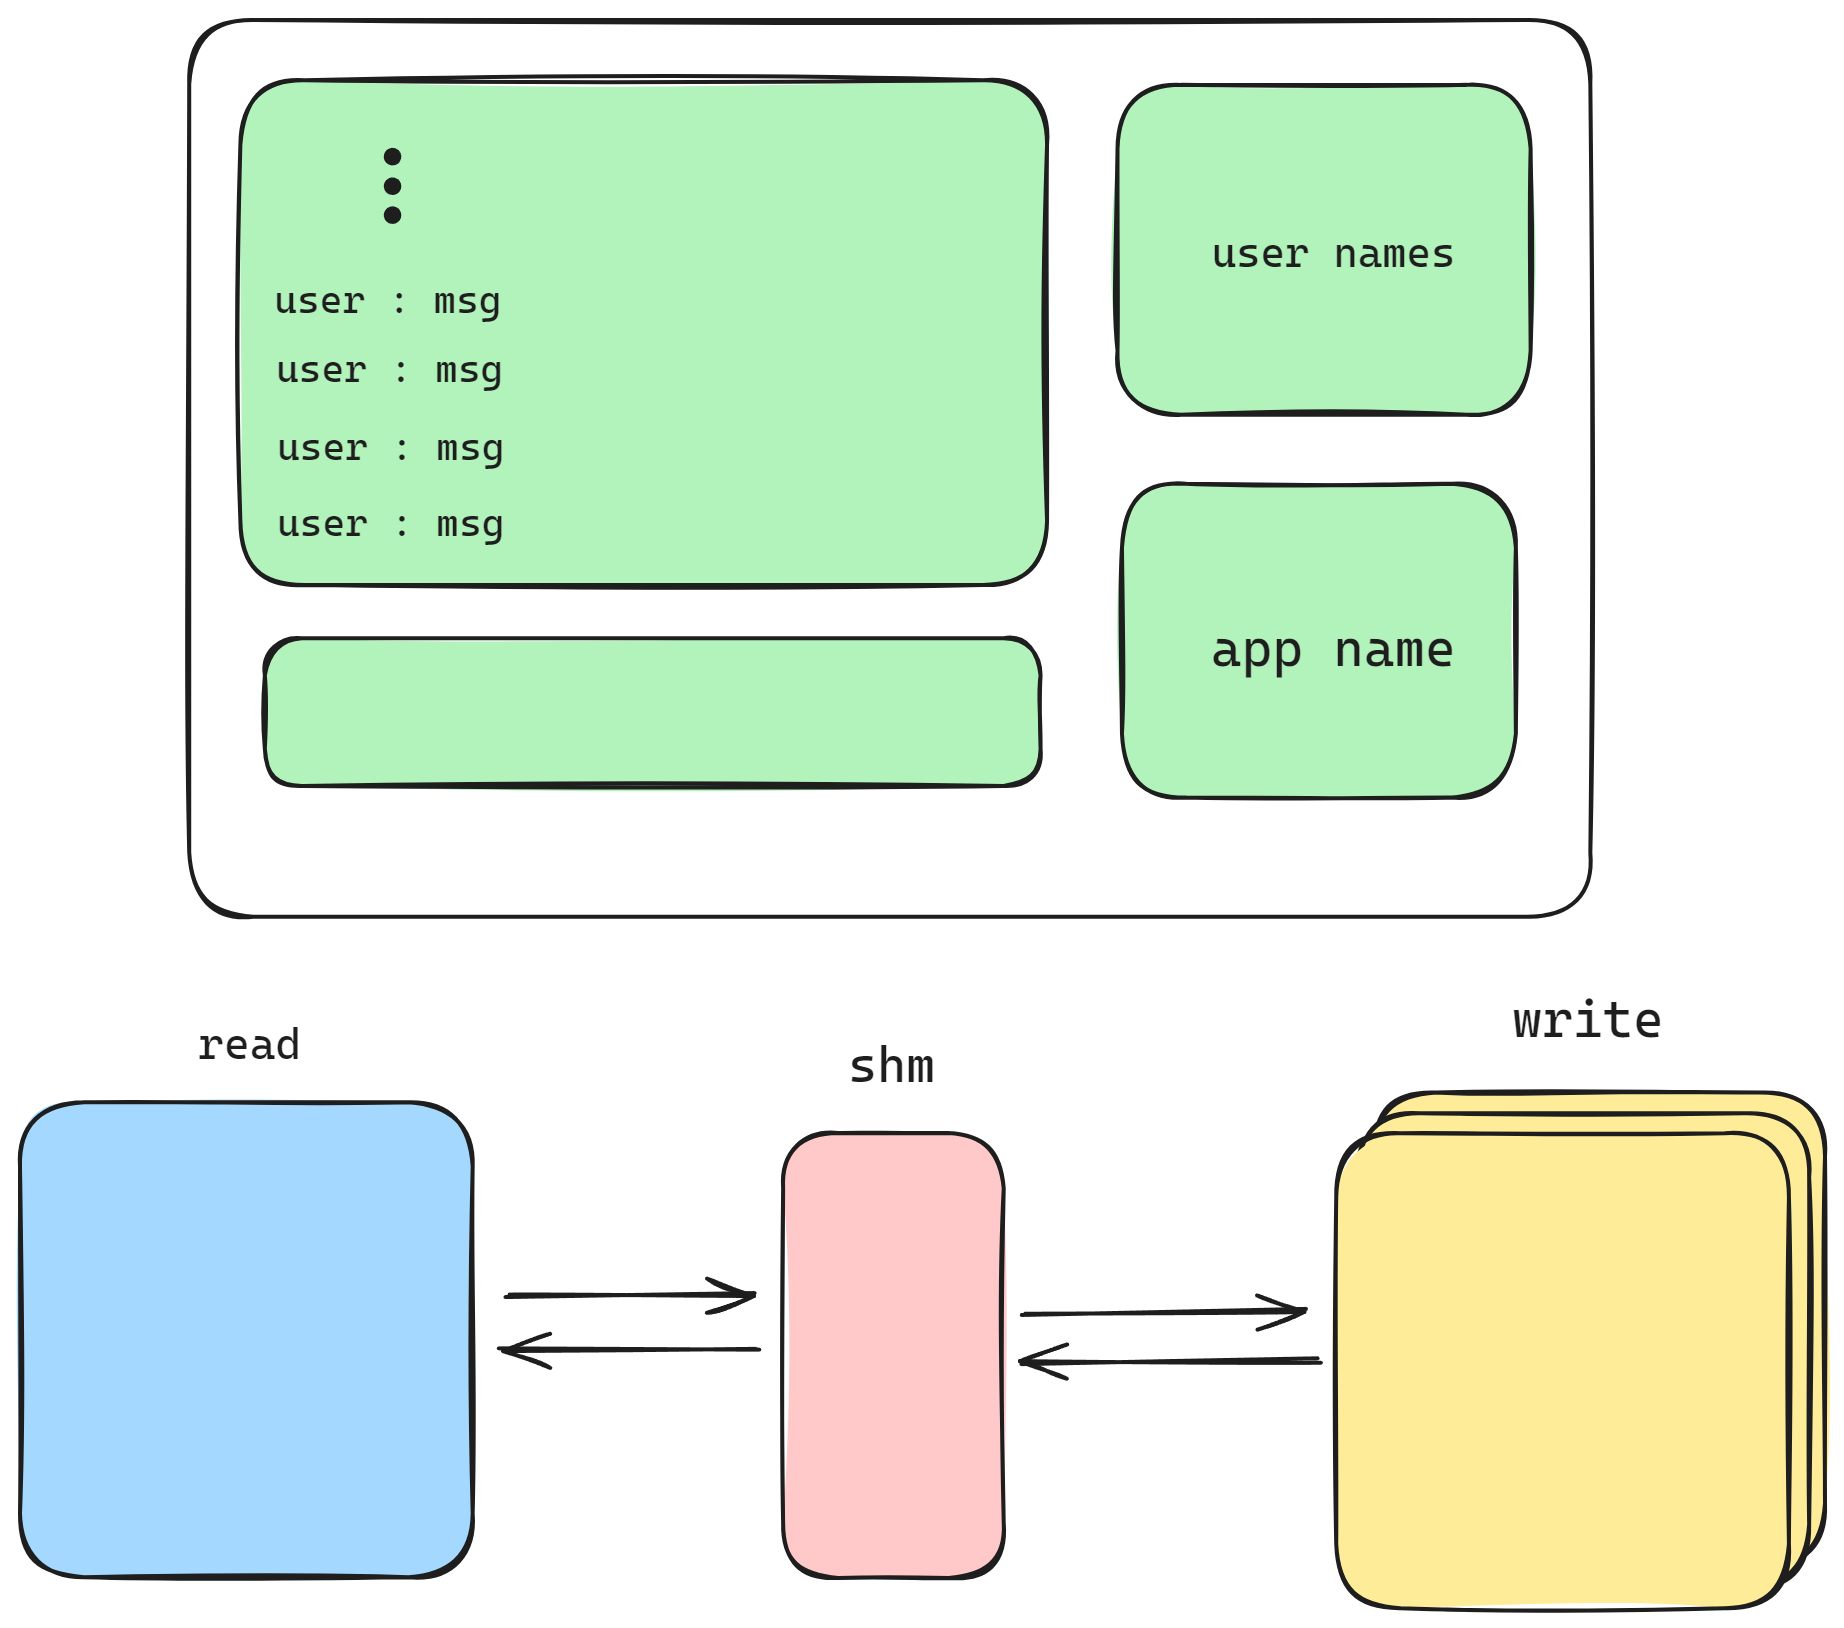 user : msg
user : msg
user : msg
user : msg
user names
app name
read
shm
write